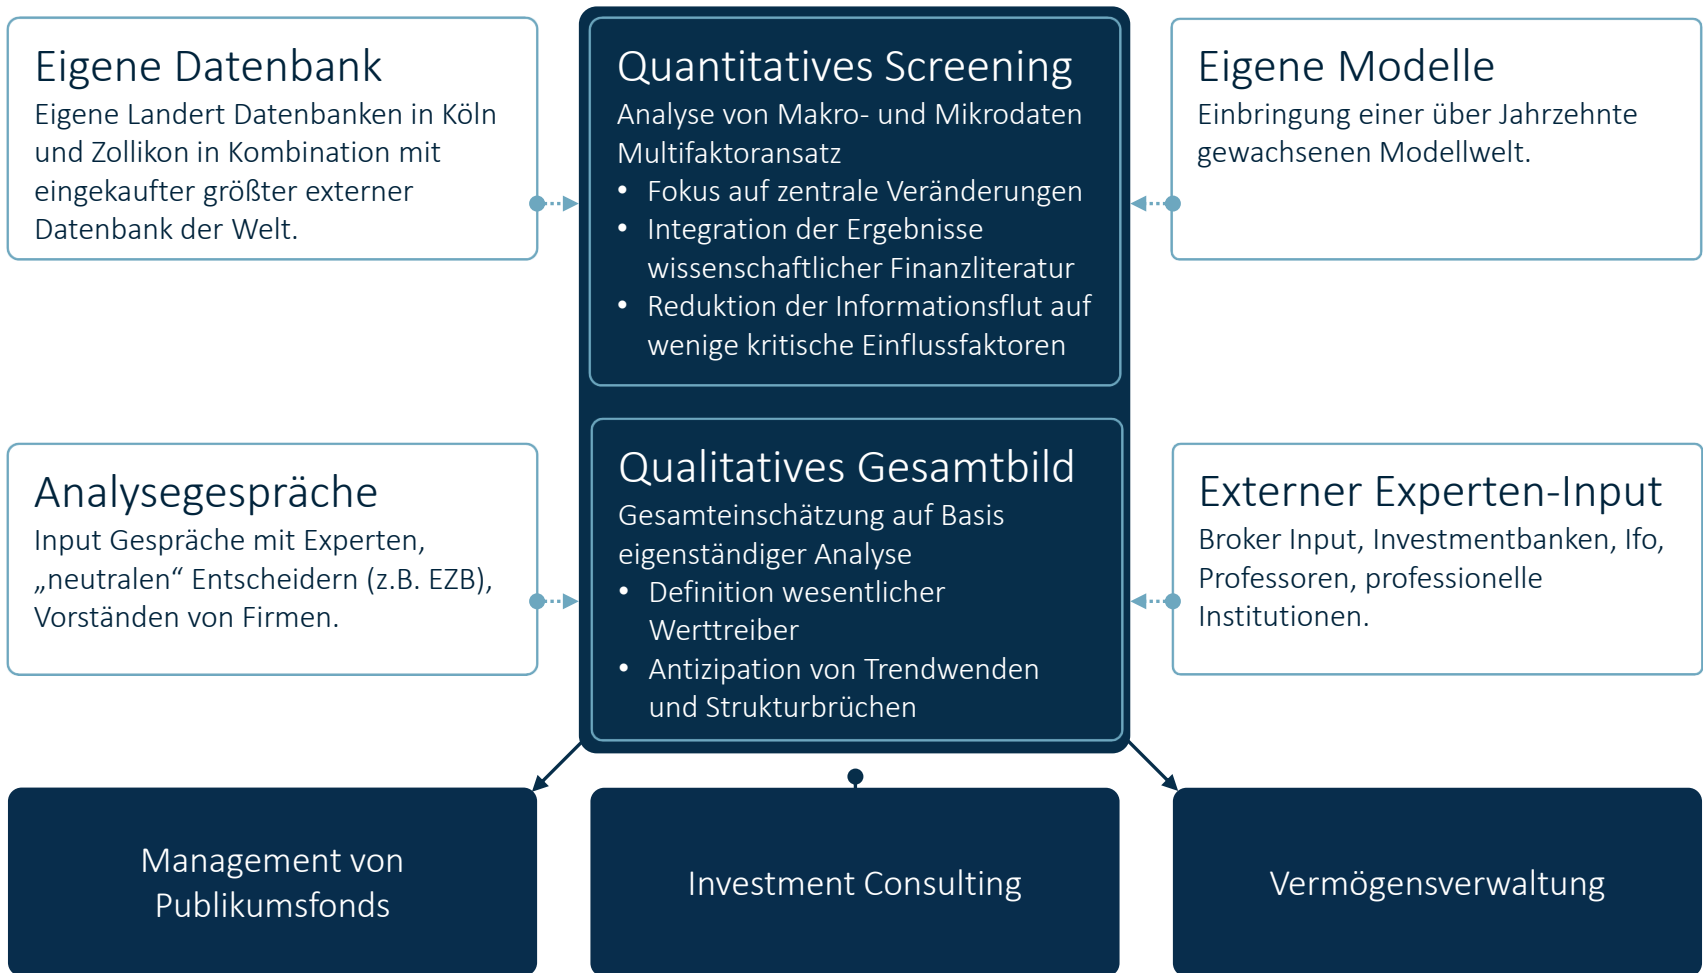 Eigene Datenbank
Eigene Landert Datenbanken in Köln
und Zollikon in Kombination mit
eingekaufter größter externer
Datenbank der Welt.
Quantitatives Screening
Analyse von Makro- und Mikrodaten
Multifaktoransatz
• Fokus auf zentrale Veränderungen
• Integration der Ergebnisse
wissenschaftlicher Finanzliteratur
• Reduktion der Informationsflut auf
wenige kritische Einflussfaktoren
Eigene Modelle
Einbringung einer über Jahrzehnte
gewachsenen Modellwelt.
Analysegespräche
Input Gespräche mit Experten,
„neutralen“ Entscheidern (z.B. EZB),
Vorständen von Firmen.
Qualitatives Gesamtbild
Gesamteinschätzung auf Basis
eigenständiger Analyse
• Definition wesentlicher
Werttreiber
• Antizipation von Trendwenden
und Strukturbrüchen
Externer Experten-Input
Broker Input, Investmentbanken, Ifo,
Professoren, professionelle
Institutionen.
Management von
Publikumsfonds
Investment Consulting
Vermögensverwaltung